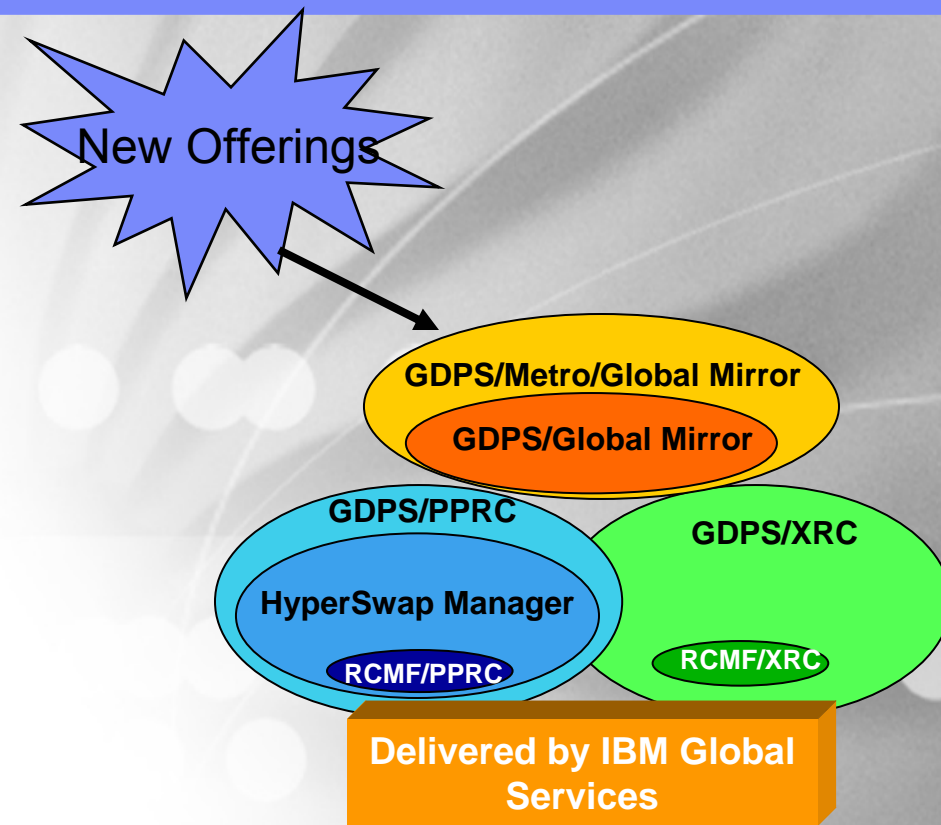 New Offerings
GDPS/Metro/Global Mirror
GDPS/Global Mirror
GDPS/PPRC
GDPS/XRC
HyperSwap Manager
RCMF/PPRC
RCMF/XRC
Delivered by IBM Global
Services